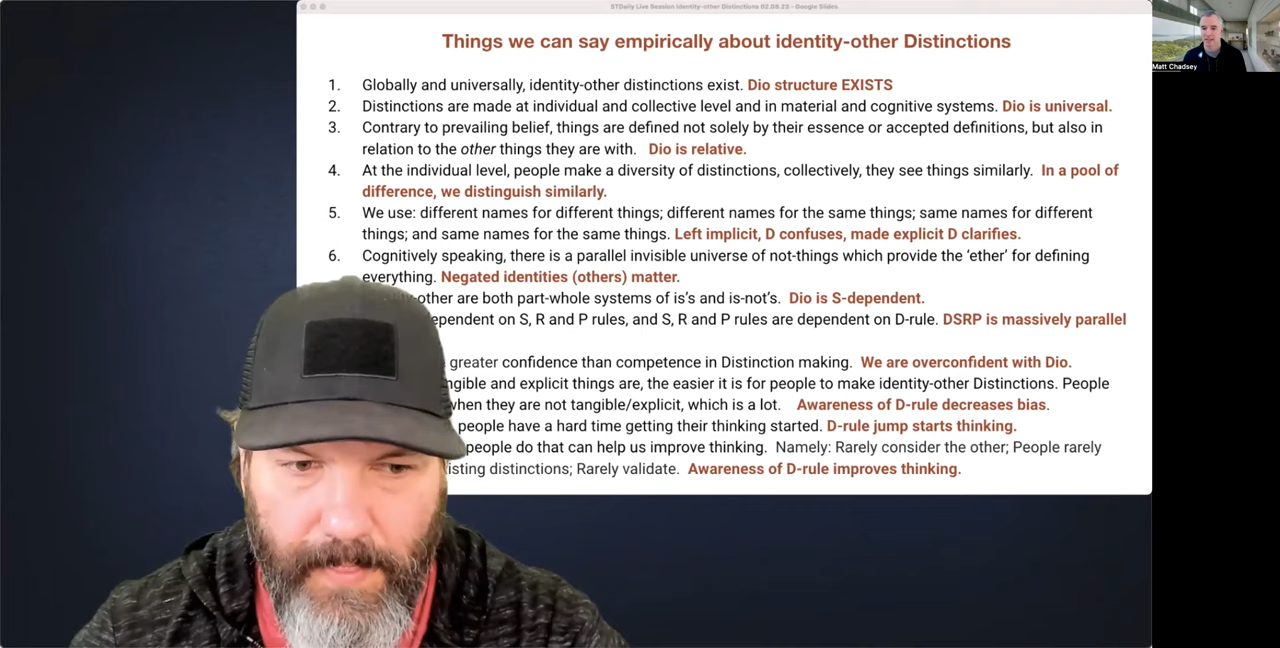 STDaily Live Session Identity-other Distinctions 02.08.23 - Google Slides
Things we can say empirically about identity-other Distinctions
1. Globally and universally, identity-other distinctions exist. Dio structure EXISTS
2. Distinctions are made at individual and collective level and in material and cognitive systems. Dio is universal.
3. Contrary to prevailing belief, things are defined not solely by their essence or accepted definitions, but also in
relation to the other things they are with. Dio is relative.
4. At the individual level, people make a diversity of distinctions, collectively, they see things similarly. In a pool of
difference, we distinguish similarly.
5. We use: different names for different things; different names for the same things; same names for different
things; and same names for the same things. Left implicit, D confuses, made explicit D clarifies.
6. Cognitively speaking, there is a parallel invisible universe of not-things which provide the ‘ether’ for defining
everything. Negated identities (others) matter.
-other are both part-whole systems of is's and is-not's. Dio is S-dependent.
ependent on S, R and P rules, and S, R and P rules are dependent on D-rule. DSRP is massively parallel
greater confidence than competence in Distinction making. We are overconfident with Dio.
ngible and explicit things are, the easier it is for people to make identity-other Distinctions. People
when they are not tangible/explicit, which is a lot. Awareness of D-rule decreases bias.
people have a hard time getting their thinking started. D-rule jump starts thinking.
people do that can help us improve thinking. Namely: Rarely consider the other; People rarely
isting distinctions; Rarely validate. Awareness of D-rule improves thinking.
Matt Chadsey